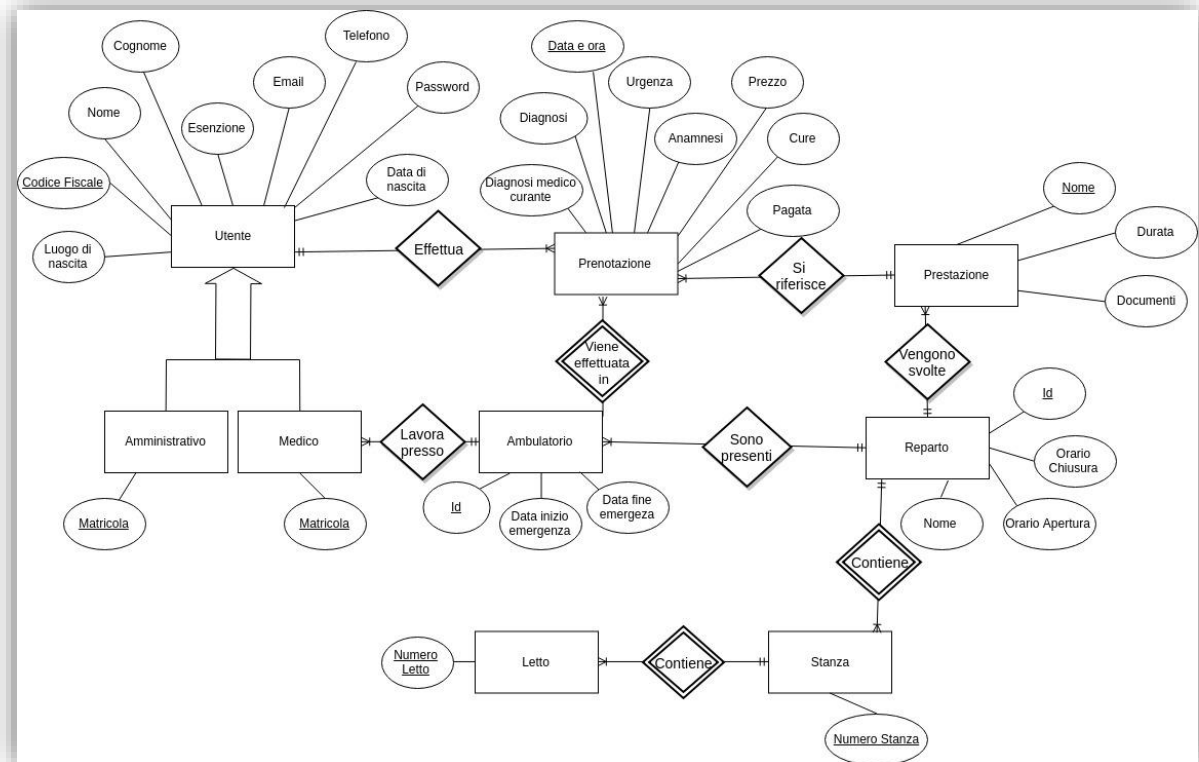 Telefono
Cognome
Data e ora
Email
Urgenza
Prezzo
Password
Nome
Diagnosi
Esenzione
Anamnesi
Cure
Codice Fiscale
Data di
nascita
Diagnosi medico
curante
Nome
Pagata
Utente
Luogo di
nascita
Effettua
Prenotazione
Si
riferisce
Prestazione
Durata
Documenti
Viene
effettuata
in
Vengono
svolte
Id
Amministrativo
Medico
Lavora
presso
Ambulatorio
Sono
presenti
Reparto
Orario
Chiusura
Matricola
Matricola
Id
Data inizio
emergenza
Data fine
emergeza
Nome
Orario Apertura
Contiene
Numero
Letto
Letto
Contiene
Stanza
Numero Stanza